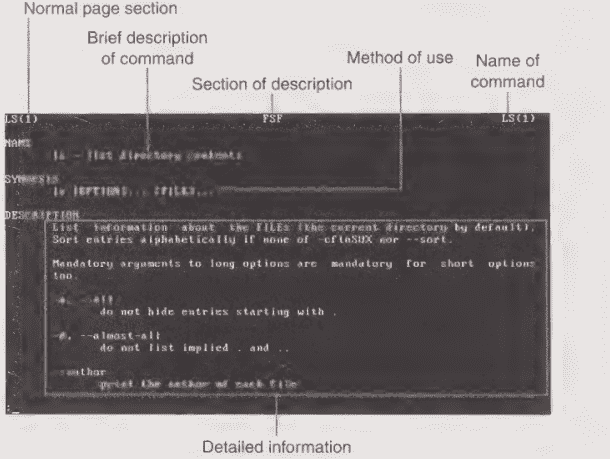 Normal page section
Brief description
of command
Method of use
Name of
command
Section of description
LS(1) FSF LS(1)
NAME
ls - list directory contents
SYNOPSIS
ls [OPTION]... [FILE]...
DESCRIPTION
List information about the FILEs (the current directory by default).
Sort entries alphabetically if none of -cftuSUX nor --sort.
Mandatory arguments to long options are mandatory for short options
too.
-a, --all
do not hide entries starting with .
-A, --almost-all
do not list implied . and ..
--author
print the author of each file
:
Detailed information